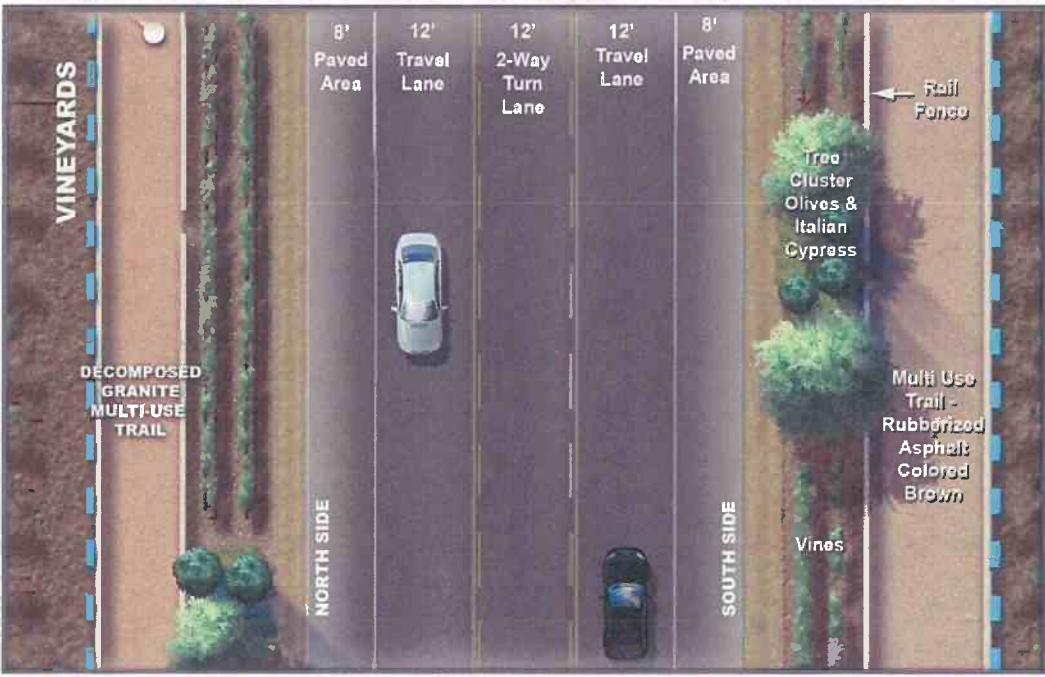 VINEYARDS
8'
Paved
Area
12'
Travel
Lane
12'
2-Way
Turn
Lane
12'
Travel
Lane
8'
Paved
Area
Rail
Fence
Tree
Cluster
Olives &
Italian
Cypress
DECOMPOSED
GRANITE
MULTI-USE
TRAIL
Multi Use
Trail -
Rubberized
Asphalt
Colored
Brown
NORTH SIDE
SOUTH SIDE
Vines